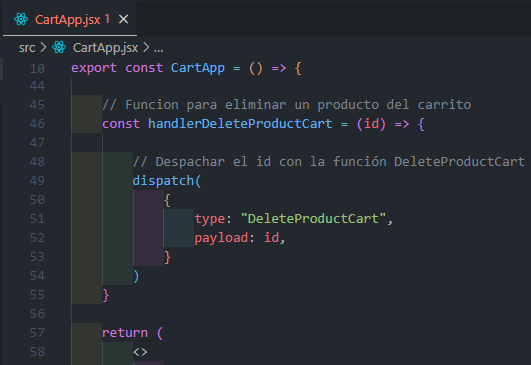 CartApp.jsx 1 ×
src > CartApp.jsx > ...
10 export const CartApp = () => {
44
45 // Funcion para eliminar un producto del carrito
46 const handlerDeleteProductCart = (id) => {
47
48 // Despachar el id con la función DeleteProductCart
49 dispatch(
50 {
51 type: "DeleteProductCart",
52 payload: id,
53 }
54 )
55 }
56
57 return (
58 <>